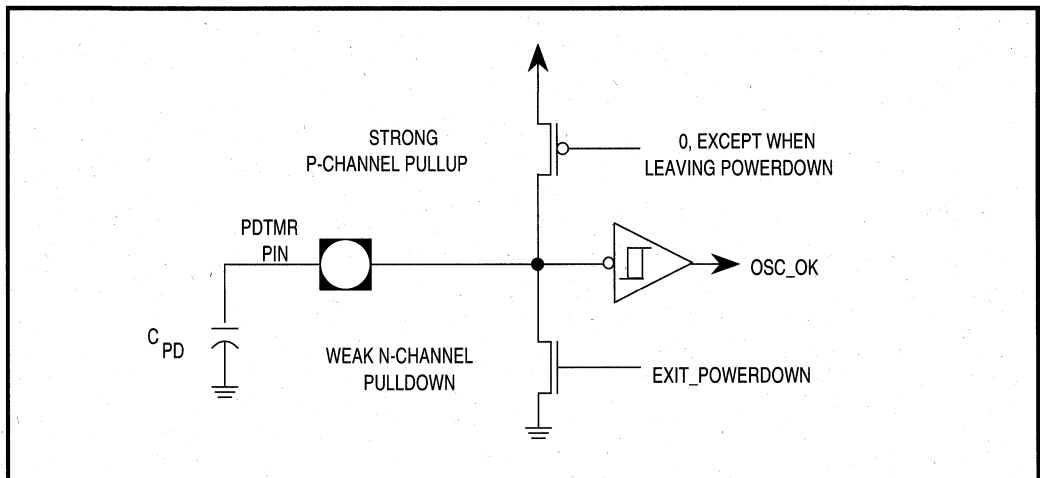 STRONG
P-CHANNEL PULLUP
0, EXCEPT WHEN
LEAVING POWERDOWN
PDTMR
PIN
OSC_OK
C PD
WEAK N-CHANNEL
PULLDOWN
EXIT_POWERDOWN